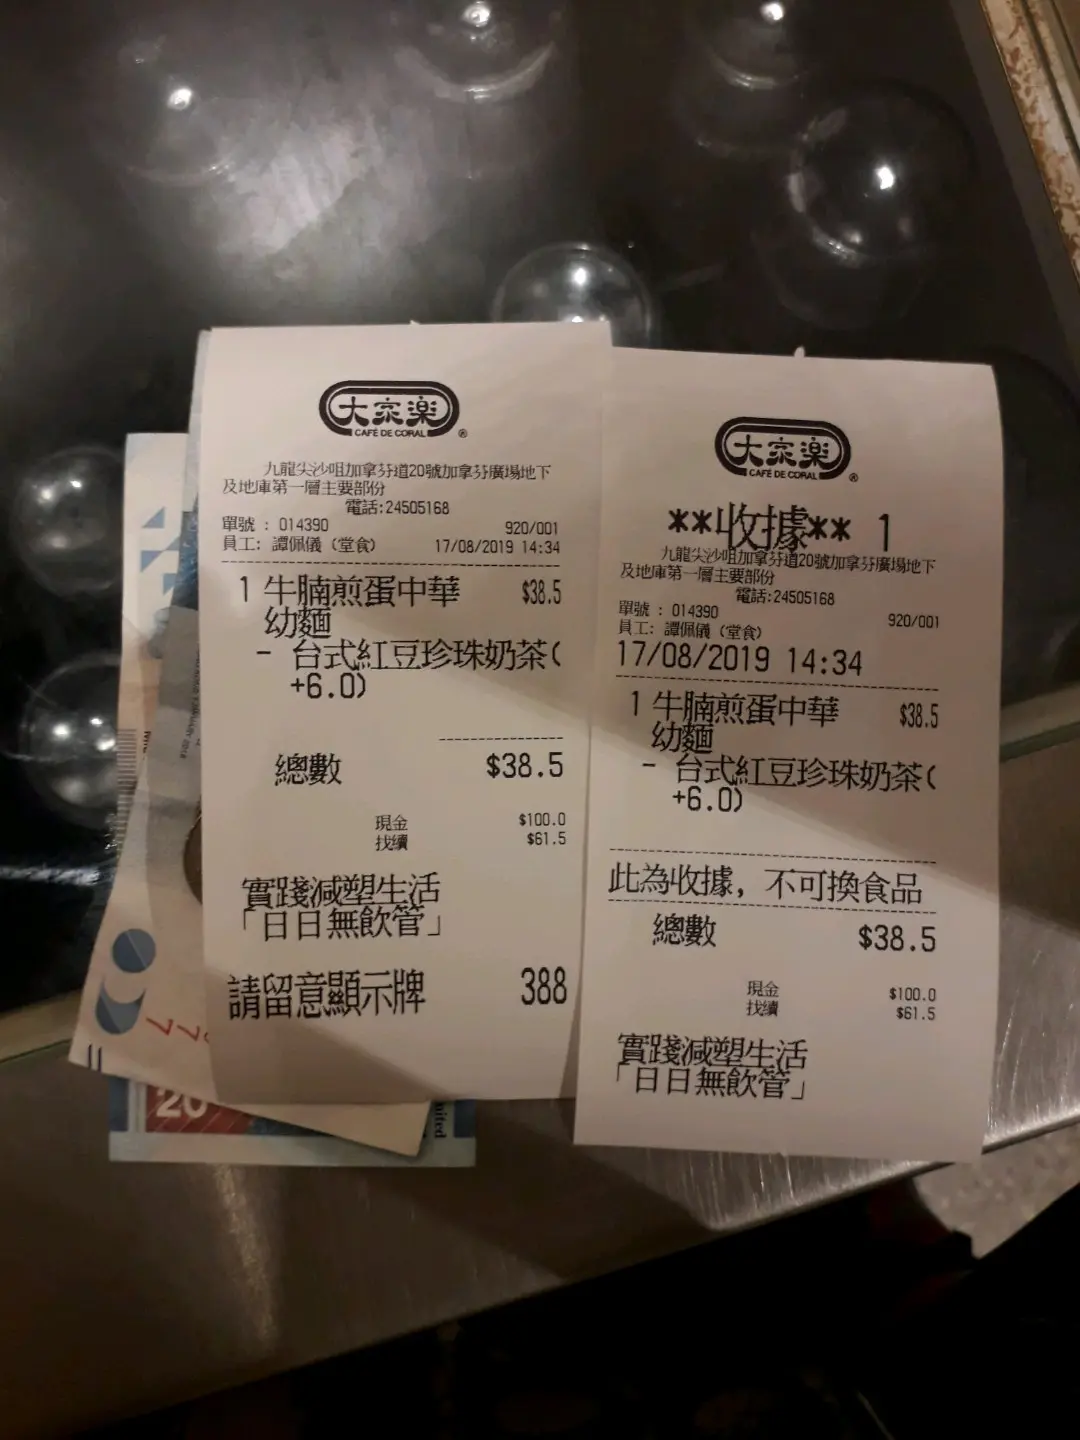 大家樂
CAFÉ DE CORAL ®
九龍尖沙咀加拿芬道20號加拿芬廣場地下
及地庫第一層主要部份
電話:24505168
單號 : 014390 920/001
員工: 譚佩儀 (堂食) 17/08/2019 14:34
1 牛腩煎蛋中華 $38.5
幼麵
- 台式紅豆珍珠奶茶(
+6.0)
總數 $38.5
現金 $100.0
找續 $61.5
實踐減塑生活
「日日無飲管」
請留意顯示牌 388
大家樂
CAFÉ DE CORAL ®
**收據** 1
九龍尖沙咀加拿芬道20號加拿芬廣場地下
及地庫第一層主要部份
電話:24505168
單號 : 014390 920/001
員工: 譚佩儀 (堂食)
17/08/2019 14:34
1 牛腩煎蛋中華 $38.5
幼麵
- 台式紅豆珍珠奶茶(
+6.0)
此為收據, 不可換食品
總數 $38.5
現金 $100.0
找續 $61.5
實踐減塑生活
「日日無飲管」
20